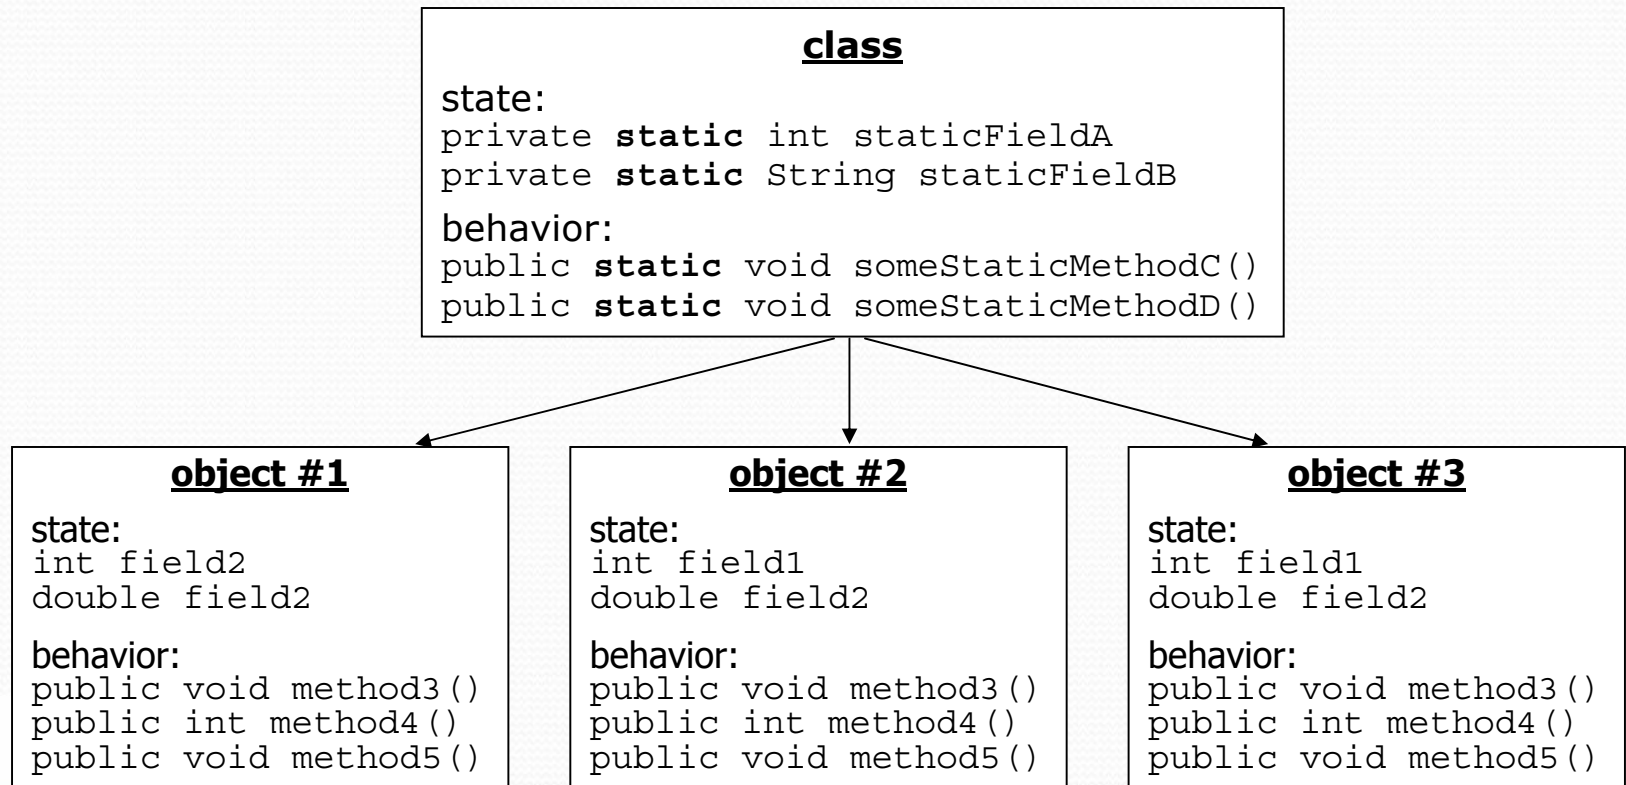 class
state:
private static int staticFieldA
private static String staticFieldB
behavior:
public static void someStaticMethodC()
public static void someStaticMethodD()
object #1
state:
int field2
double field2
behavior:
public void method3()
public int method4()
public void method5()
object #2
state:
int field1
double field2
behavior:
public void method3()
public int method4()
public void method5()
object #3
state:
int field1
double field2
behavior:
public void method3()
public int method4()
public void method5()